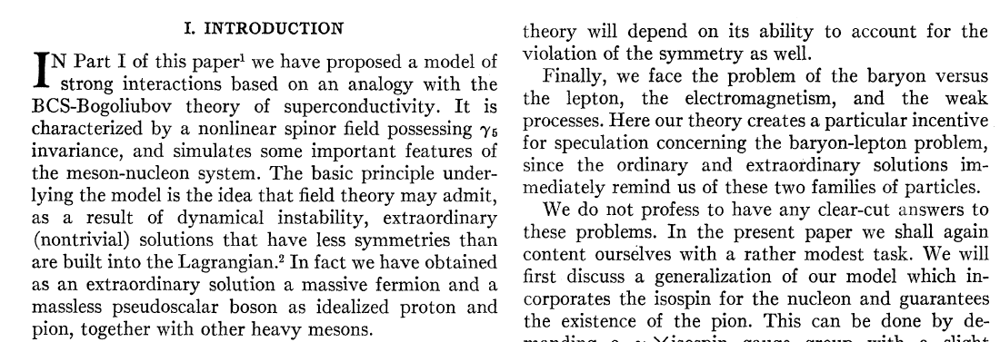 I. INTRODUCTION
IN Part I of this paper¹ we have proposed a model of
strong interactions based on an analogy with the
BCS-Bogoliubov theory of superconductivity. It is
characterized by a nonlinear spinor field possessing γ₅
invariance, and simulates some important features of
the meson-nucleon system. The basic principle under-
lying the model is the idea that field theory may admit,
as a result of dynamical instability, extraordinary
(nontrivial) solutions that have less symmetries than
are built into the Lagrangian.² In fact we have obtained
as an extraordinary solution a massive fermion and a
massless pseudoscalar boson as idealized proton and
pion, together with other heavy mesons.
theory will depend on its ability to account for the
violation of the symmetry as well.
Finally, we face the problem of the baryon versus
the lepton, the electromagnetism, and the weak
processes. Here our theory creates a particular incentive
for speculation concerning the baryon-lepton problem,
since the ordinary and extraordinary solutions im-
mediately remind us of these two families of particles.
We do not profess to have any clear-cut answers to
these problems. In the present paper we shall again
content ourselves with a rather modest task. We will
first discuss a generalization of our model which in-
corporates the isospin for the nucleon and guarantees
the existence of the pion. This can be done by de-